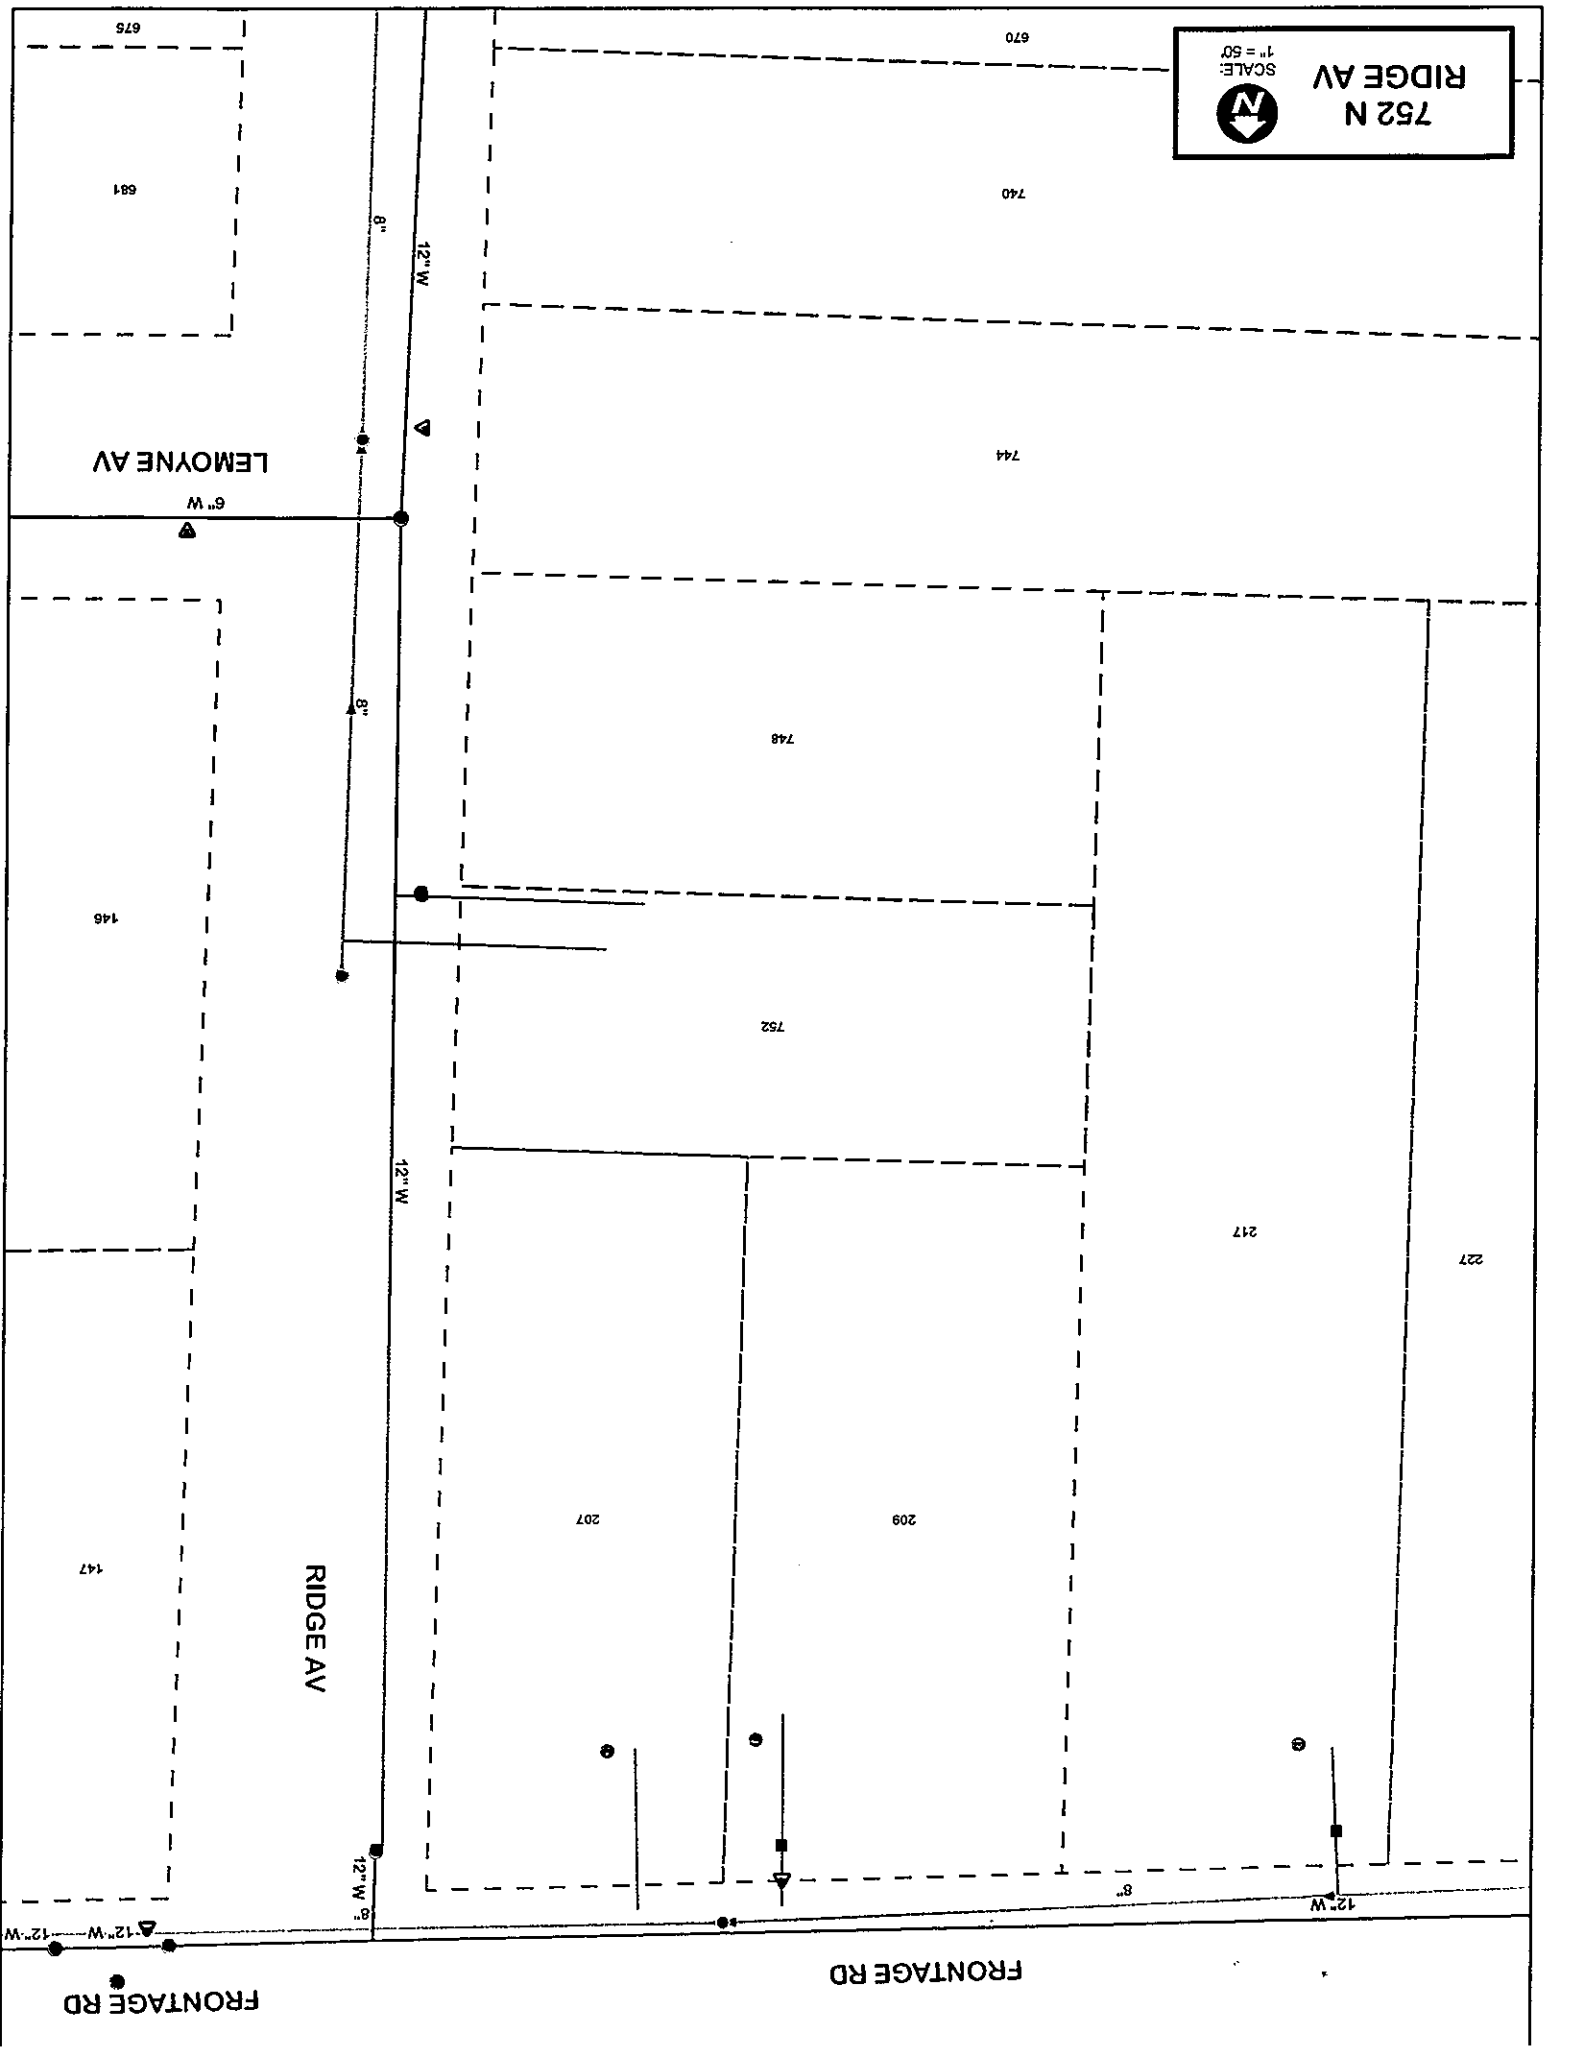 FRONTAGE RD
FRONTAGE RD
12" W
12" W
12" W
8"
8"
12" W
147
RIDGE AV
207
209
217
227
12" W
752
146
748
8"
6" W
LEMOYNE AV
744
12" W
8"
681
740
752 N
RIDGE AV
N
SCALE:
1" = 50'
670
675